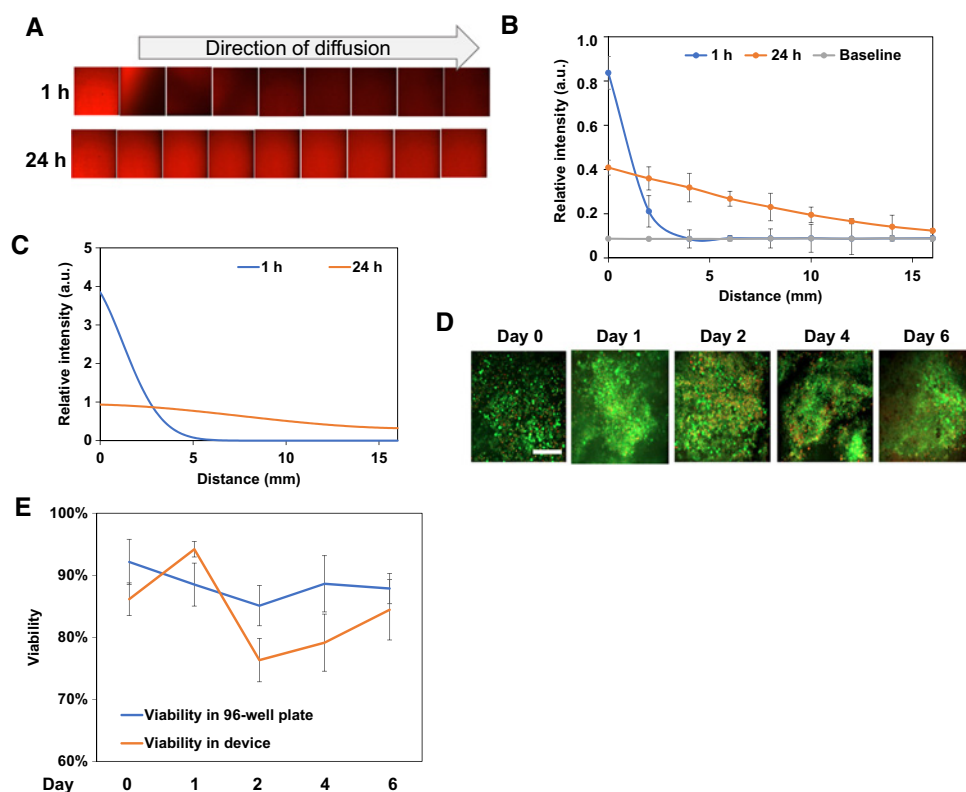 A
Direction of diffusion
1 h
24 h
B
1 h 24 h Baseline
Relative intensity (a.u.)
1.0
0.8
0.6
0.4
0.2
0
0 5 10 15
Distance (mm)
C
1 h 24 h
Relative intensity (a.u.)
5
4
3
2
1
0
0 5 10 15
Distance (mm)
D
Day 0 Day 1 Day 2 Day 4 Day 6
E
Viability
100%
90%
80%
70%
60%
Viability in 96-well plate
Viability in device
Day 0 1 2 4 6